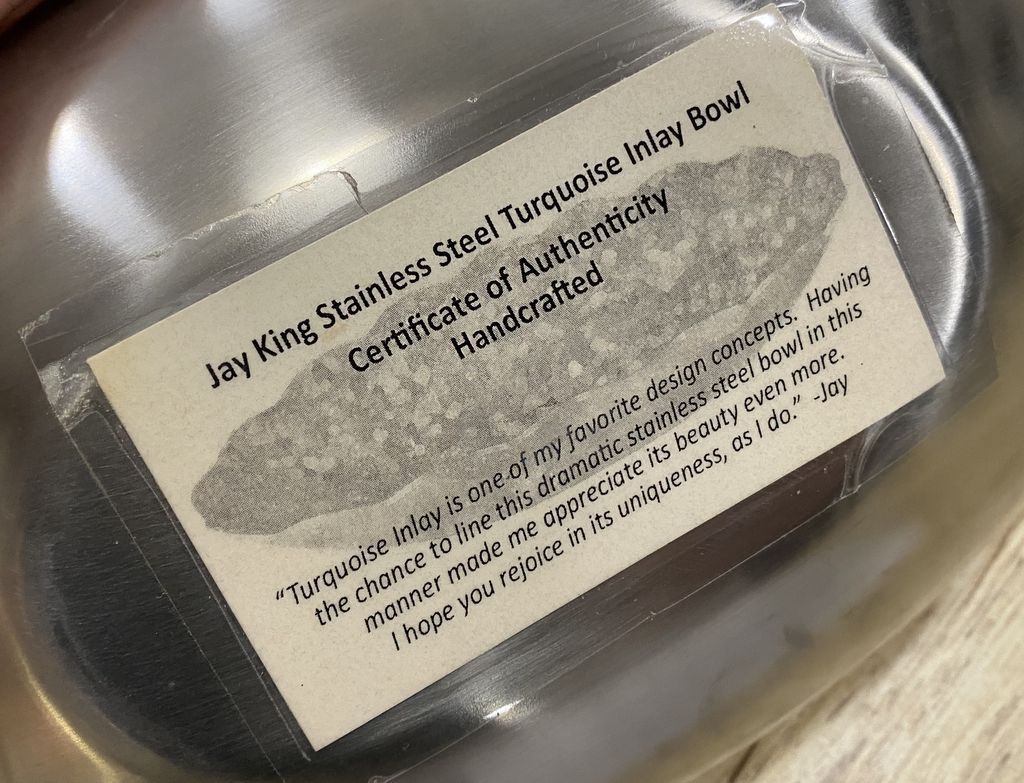 Jay King Stainless Steel Turquoise Inlay Bowl
Certificate of Authenticity
Handcrafted
“Turquoise Inlay is one of my favorite design concepts. Having
the chance to line this dramatic stainless steel bowl in this
manner made me appreciate its beauty even more.
I hope you rejoice in its uniqueness, as I do.” -Jay